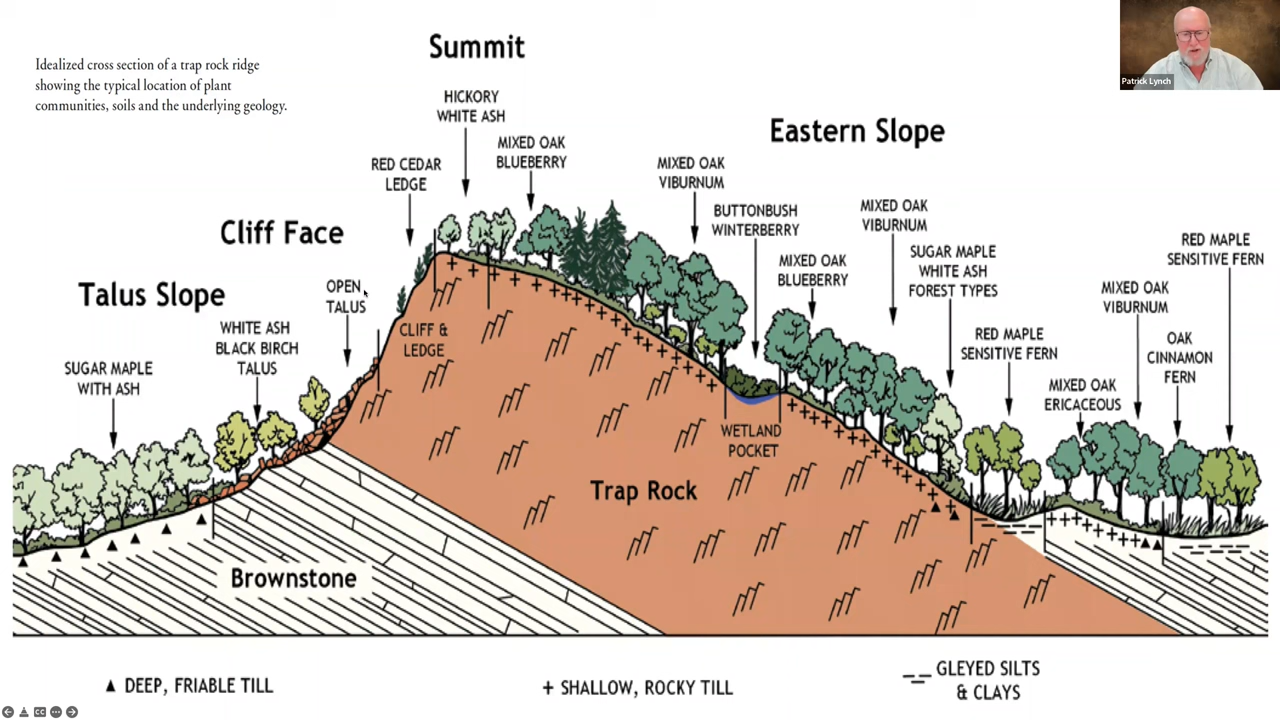 Idealized cross section of a trap rock ridge
showing the typical location of plant
communities, soils and the underlying geology.
Patrick Lynch
Summit
HICKORY
WHITE ASH
MIXED OAK
BLUEBERRY
RED CEDAR
LEDGE
Eastern Slope
MIXED OAK
VIBURNUM
BUTTONBUSH
WINTERBERRY
MIXED OAK
BLUEBERRY
MIXED OAK
VIBURNUM
SUGAR MAPLE
WHITE ASH
FOREST TYPES
RED MAPLE
SENSITIVE FERN
MIXED OAK
ERICACEOUS
MIXED OAK
VIBURNUM
OAK
CINNAMON
FERN
RED MAPLE
SENSITIVE FERN
Cliff Face
Talus Slope
OPEN
TALUS
WHITE ASH
BLACK BIRCH
TALUS
SUGAR MAPLE
WITH ASH
CLIFF &
LEDGE
WETLAND
POCKET
Trap Rock
Brownstone
DEEP, FRIABLE TILL
SHALLOW, ROCKY TILL
GLEYED SILTS
& CLAYS
CC